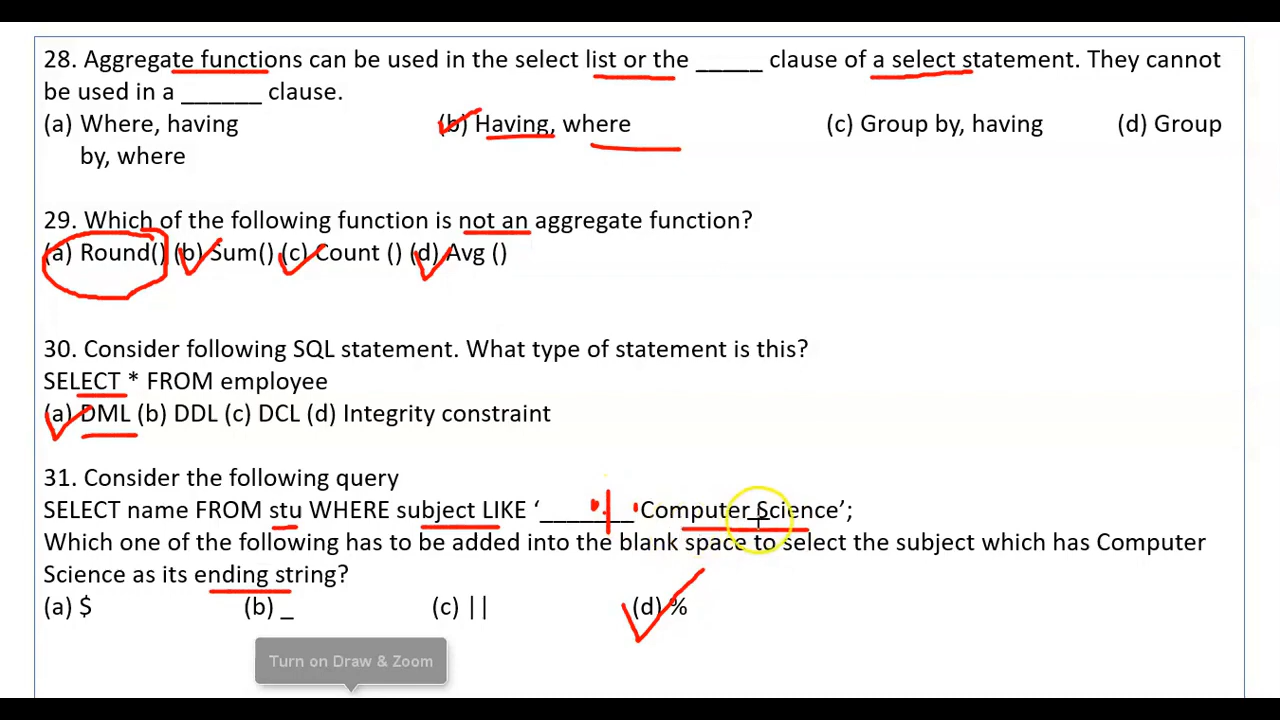 28. Aggregate functions can be used in the select list or the _____ clause of a select statement. They cannot
be used in a ______ clause.
(a) Where, having (b) Having, where (c) Group by, having (d) Group
by, where
29. Which of the following function is not an aggregate function?
(a) Round() (b) Sum() (c) Count () (d) Avg ()
30. Consider following SQL statement. What type of statement is this?
SELECT * FROM employee
(a) DML (b) DDL (c) DCL (d) Integrity constraint
31. Consider the following query
SELECT name FROM stu WHERE subject LIKE ‘_______ Computer Science’;
Which one of the following has to be added into the blank space to select the subject which has Computer
Science as its ending string?
(a) $ (b) _ (c) || (d) %
Turn on Draw & Zoom